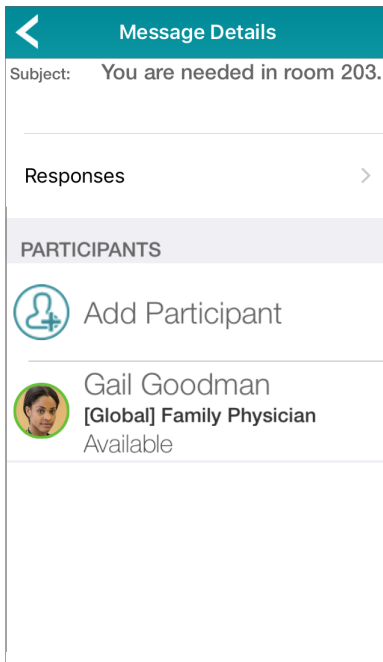 Message Details
Subject: You are needed in room 203.
Responses
PARTICIPANTS
Add Participant
Gail Goodman
[Global] Family Physician
Available